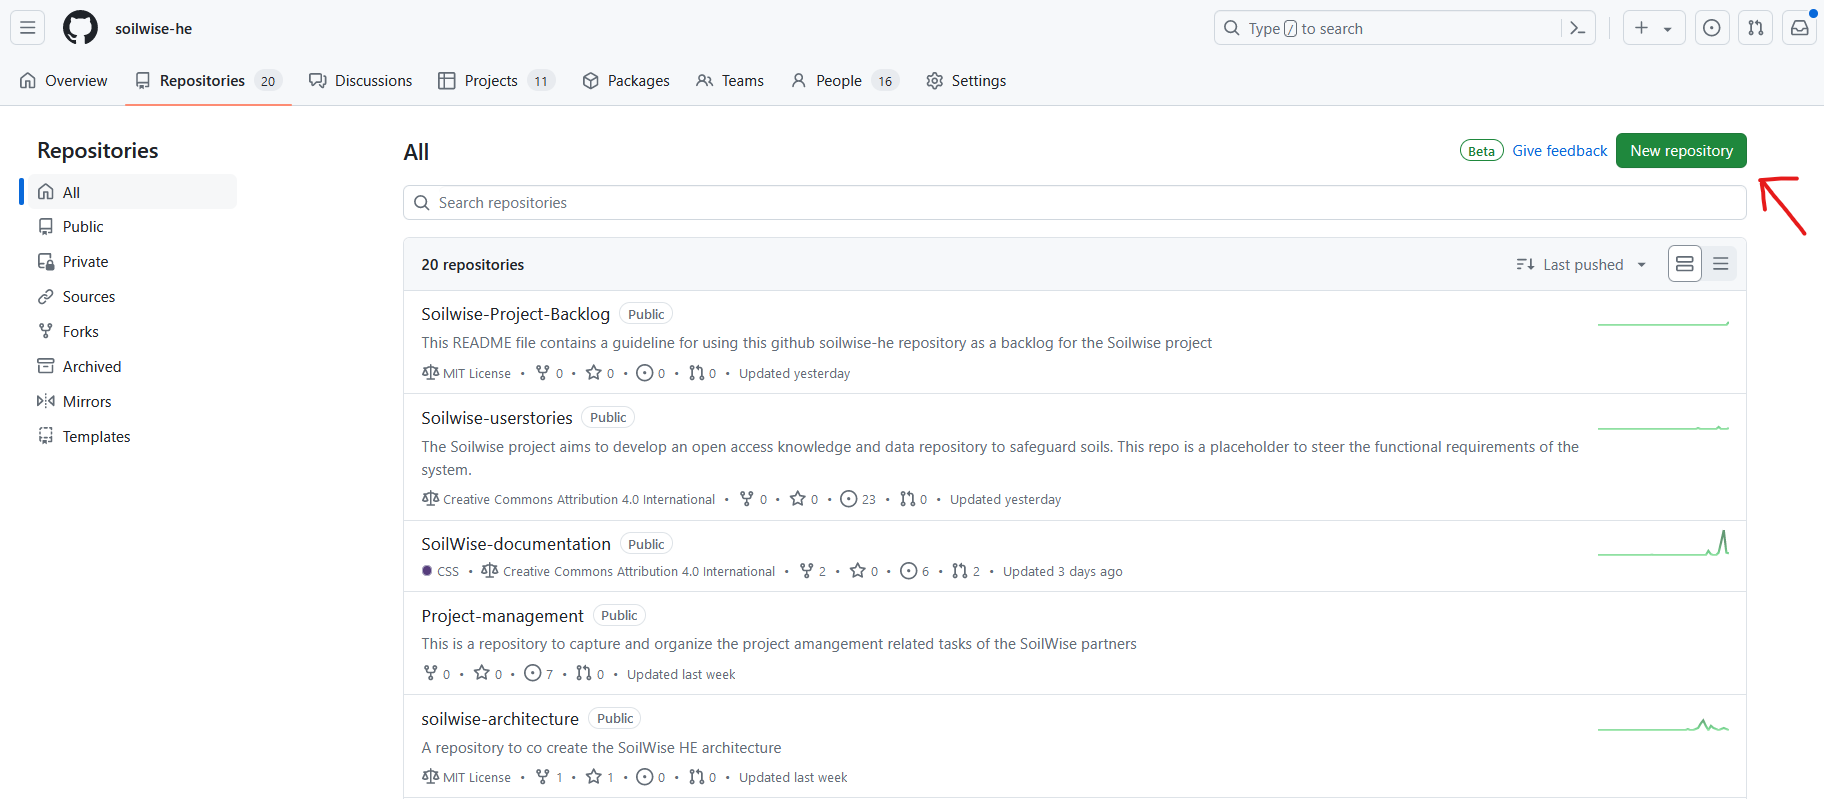 soilwise-he
Type / to search
Overview Repositories 20 Discussions Projects 11 Packages Teams People 16 Settings
Repositories
All
Public
Private
Sources
Forks
Archived
Mirrors
Templates
All
Beta Give feedback New repository
Search repositories
20 repositories
Last pushed
Soilwise-Project-Backlog Public
This README file contains a guideline for using this github soilwise-he repository as a backlog for the Soilwise project
MIT License • 0 • 0 • 0 • 0 • Updated yesterday
Soilwise-userstories Public
The Soilwise project aims to develop an open access knowledge and data repository to safeguard soils. This repo is a placeholder to steer the functional requirements of the
system.
Creative Commons Attribution 4.0 International • 0 • 0 • 23 • 0 • Updated yesterday
SoilWise-documentation Public
CSS • Creative Commons Attribution 4.0 International • 2 • 0 • 6 • 2 • Updated 3 days ago
Project-management Public
This is a repository to capture and organize the project amangement related tasks of the SoilWise partners
0 • 0 • 7 • 0 • Updated last week
soilwise-architecture Public
A repository to co create the SoilWise HE architecture
MIT License • 1 • 1 • 0 • 0 • Updated last week